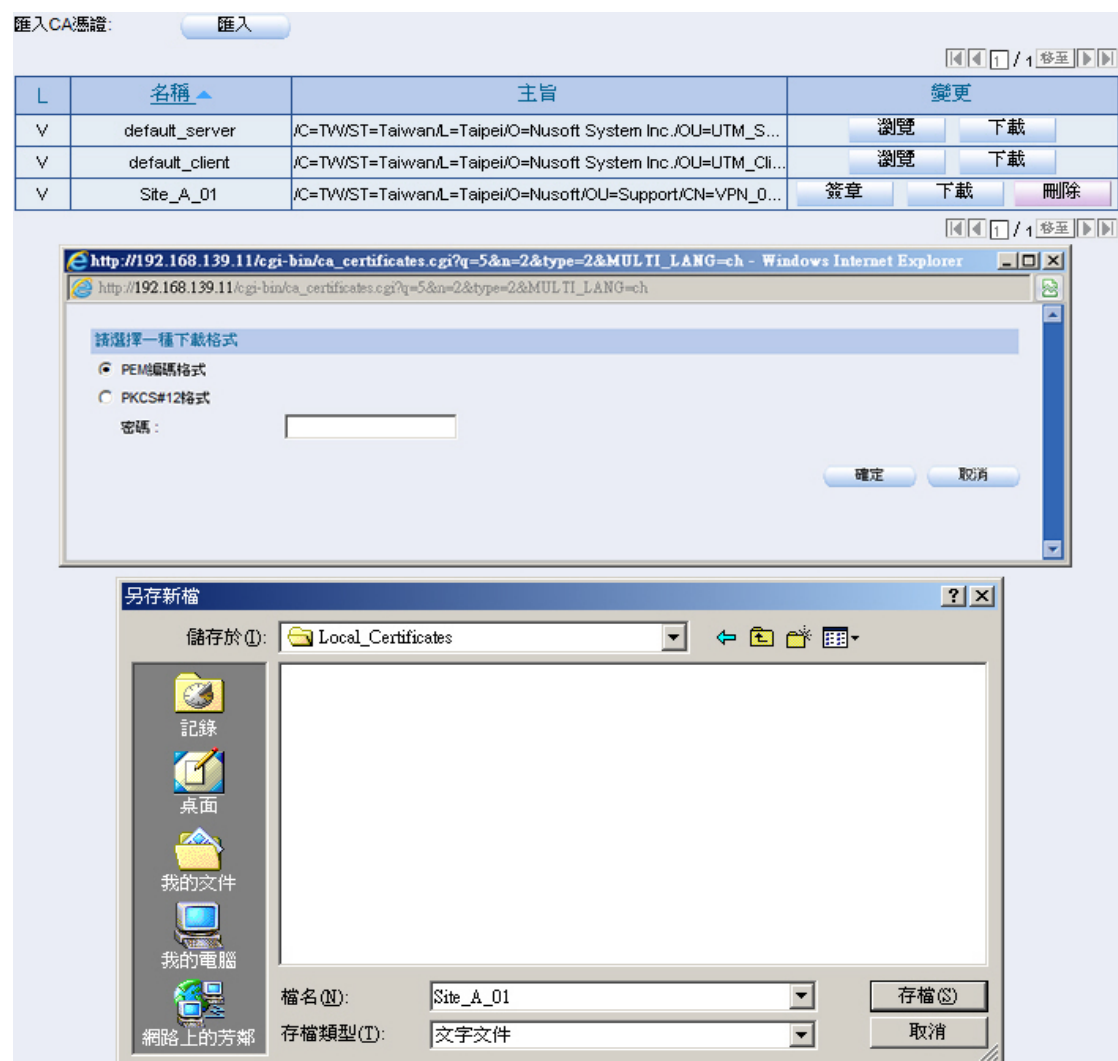 匯入CA憑證: 匯入
1 / 1 移至
L 名稱 主旨 變更
V default_server /C=TW/ST=Taiwan/L=Taipei/O=Nusoft System Inc./OU=UTM_S... 瀏覽 下載
V default_client /C=TW/ST=Taiwan/L=Taipei/O=Nusoft System Inc./OU=UTM_Cli... 瀏覽 下載
V Site_A_01 /C=TW/ST=Taiwan/L=Taipei/O=Nusoft/OU=Support/CN=VPN_0... 簽章 下載 刪除
1 / 1 移至
http://192.168.139.11/cgi-bin/ca_certificates.cgi?q=5&n=2&type=2&MULTI_LANG=ch - Windows Internet Explorer
http://192.168.139.11/cgi-bin/ca_certificates.cgi?q=5&n=2&type=2&MULTI_LANG=ch
請選擇一種下載格式
PEM編碼格式
PKCS#12格式
密碼 :
確定 取消
另存新檔
儲存於(I): Local_Certificates
記錄
桌面
我的文件
我的電腦
網路上的芳鄰
檔名(N): Site_A_01 存檔(S)
存檔類型(T): 文字文件 取消